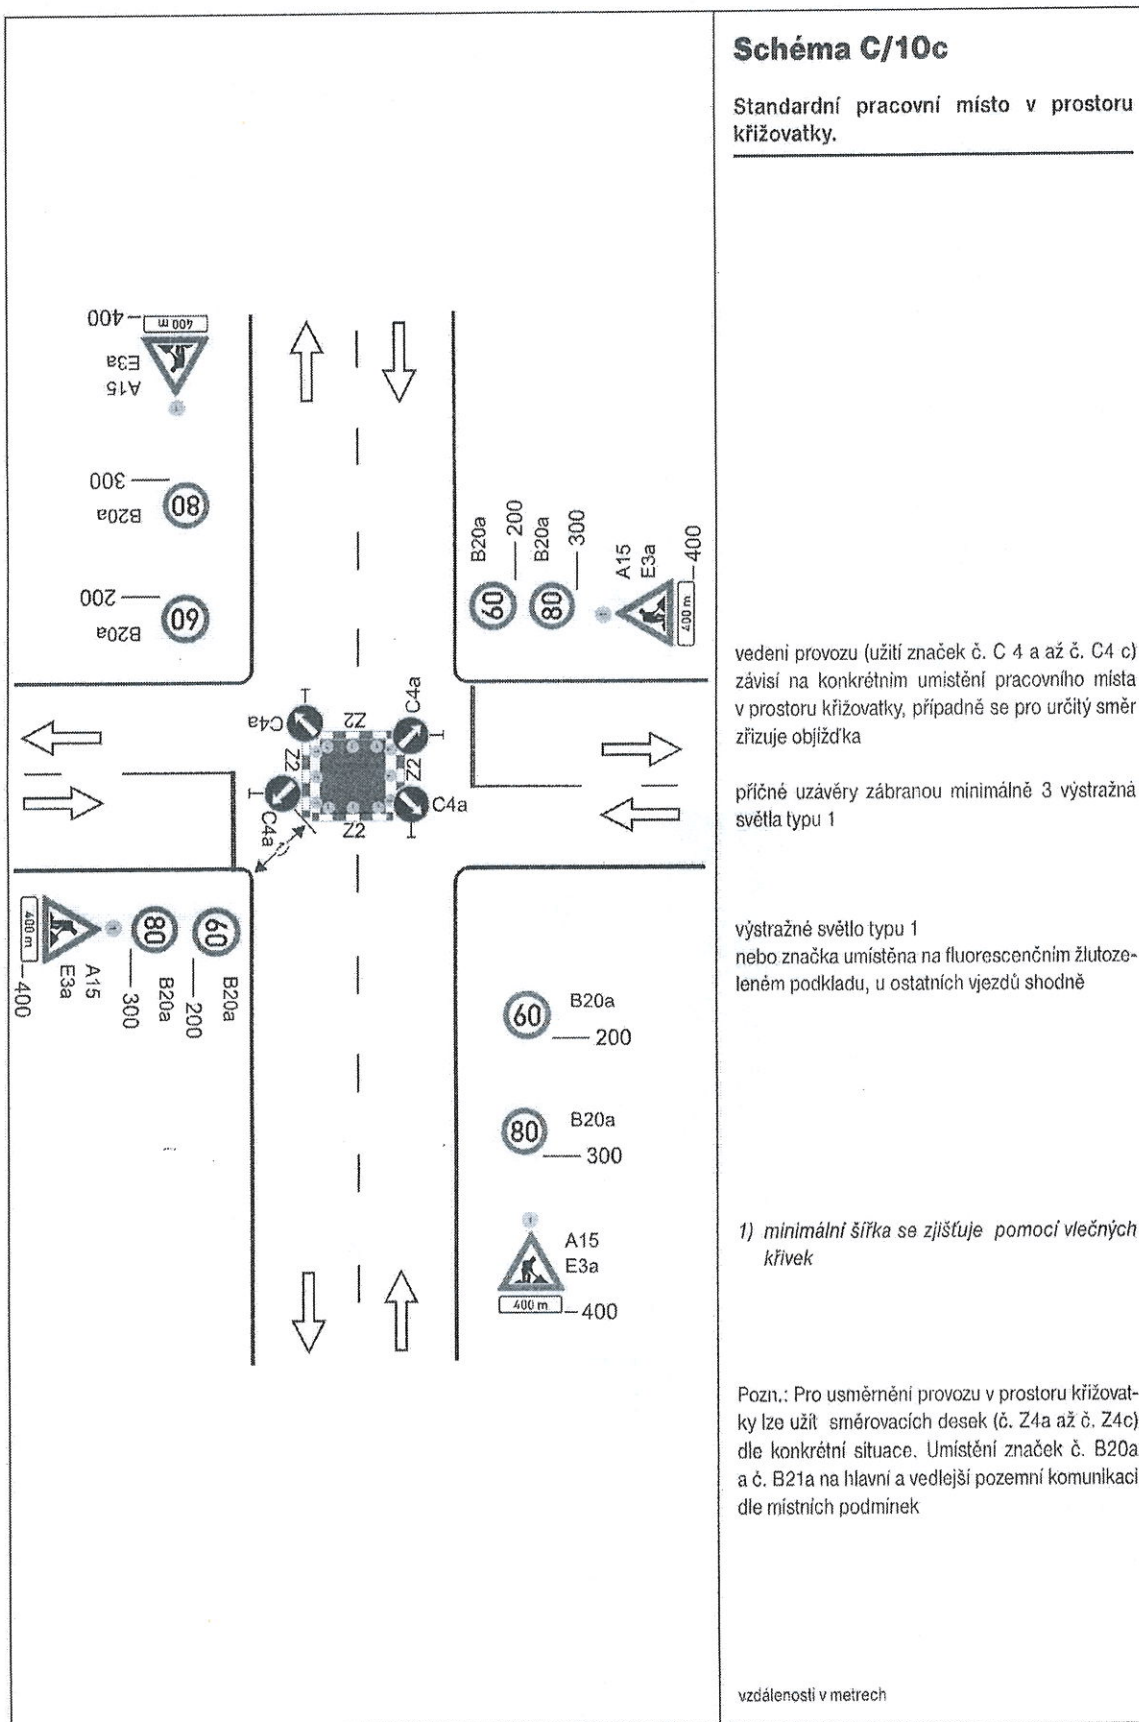 Schéma C/10c
Standardní pracovní místo v prostoru
křižovatky.
400
400 m
E3a
A15
300
80
B20a
200
60
B20a
B20a
200
60
B20a
300
80
A15
E3a
400
400 m
C4a
Z2
C4a
Z2
Z2
C4a
Z2
C4a
1)
400 m
400
E3a
A15
80
300
B20a
60
200
B20a
60
B20a
200
80
B20a
300
A15
E3a
400 m
400
vedení provozu (užití značek č. C 4 a až č. C4 c)
závisí na konkrétním umístění pracovního místa
v prostoru křižovatky, případně se pro určitý směr
zřizuje objížďka
příčné uzávěry zábranou minimálně 3 výstražná
světla typu 1
výstražné světlo typu 1
nebo značka umístěna na fluorescenčním žlutoze-
leném podkladu, u ostatních vjezdů shodně
1) minimální šířka se zjišťuje pomocí vlečných
křivek
Pozn.: Pro usměrnění provozu v prostoru křižovat-
ky lze užít směrovacích desek (č. Z4a až č. Z4c)
dle konkrétní situace. Umístění značek č. B20a
a č. B21a na hlavní a vedlejší pozemní komunikaci
dle místních podmínek
vzdálenosti v metrech